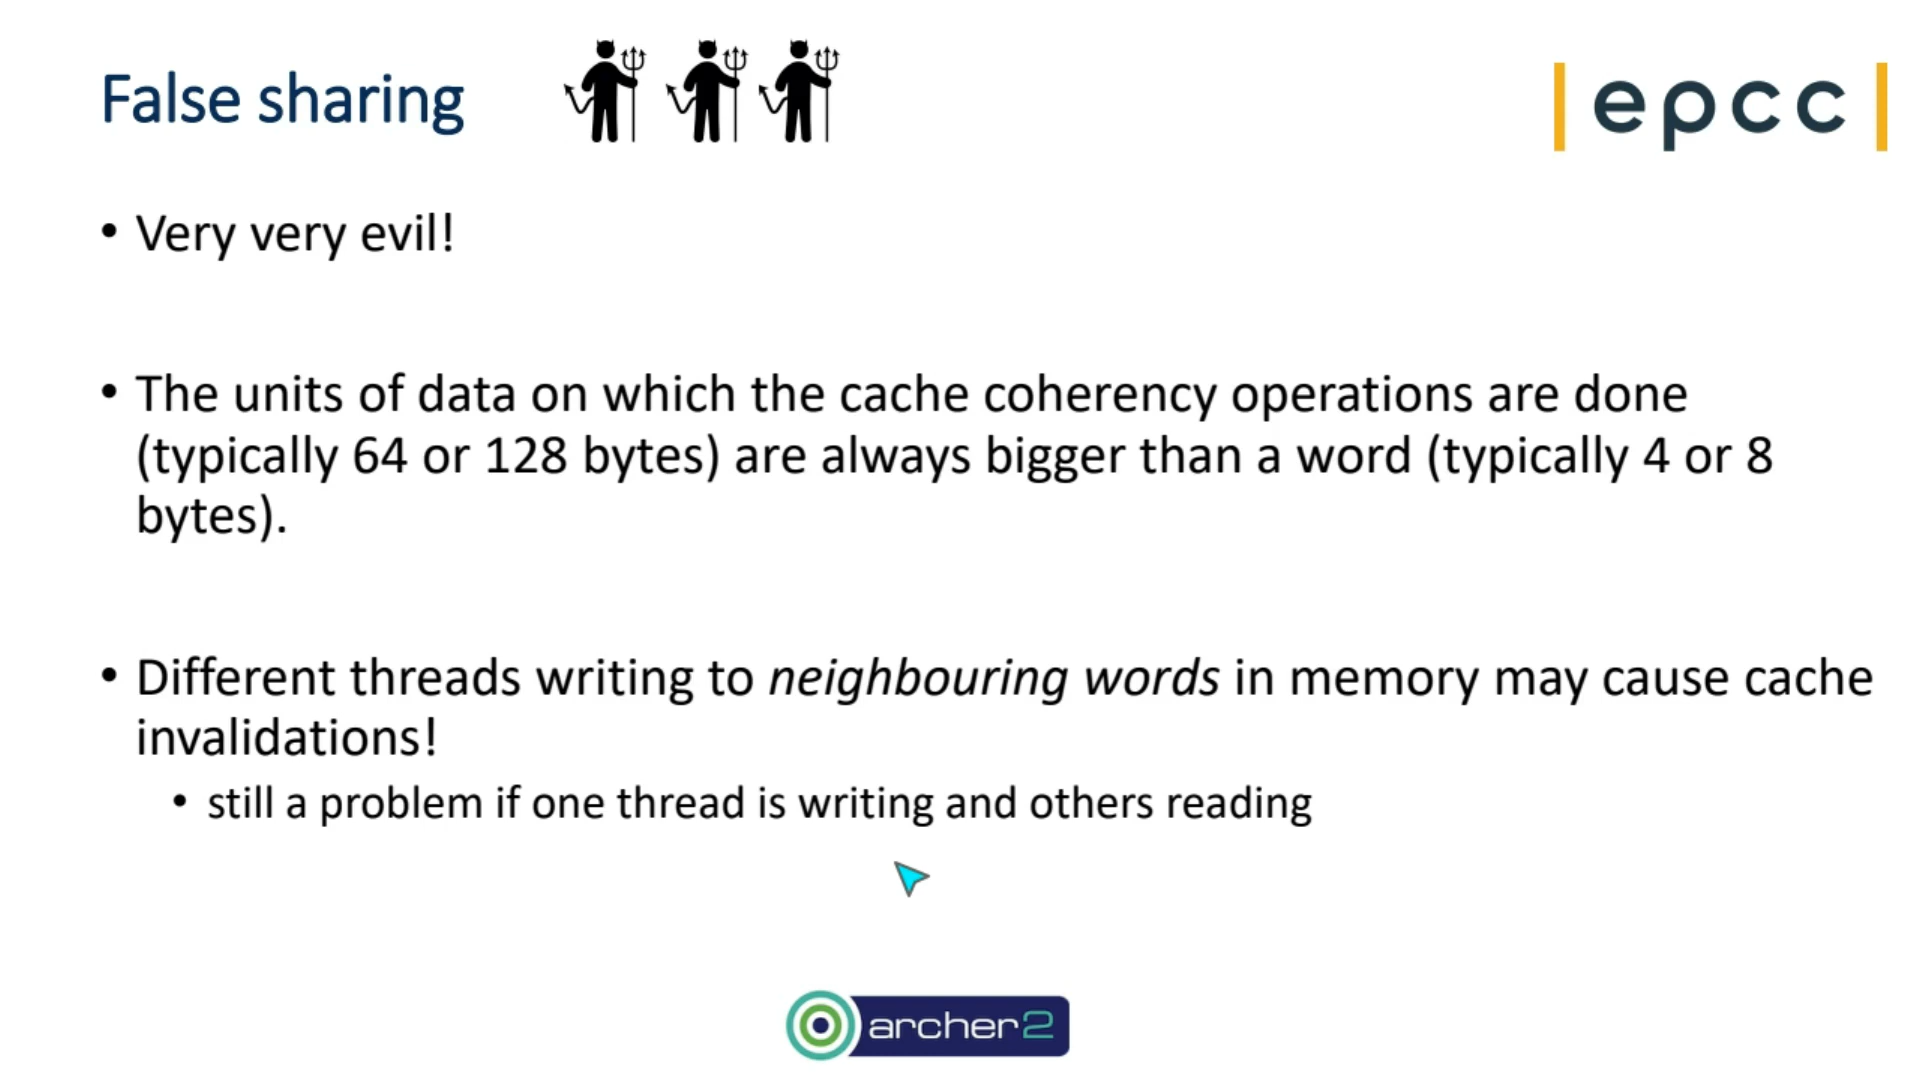 False sharing
|epcc|
• Very very evil!
• The units of data on which the cache coherency operations are done
(typically 64 or 128 bytes) are always bigger than a word (typically 4 or 8
bytes).
• Different threads writing to neighbouring words in memory may cause cache
invalidations!
• still a problem if one thread is writing and others reading
archer2